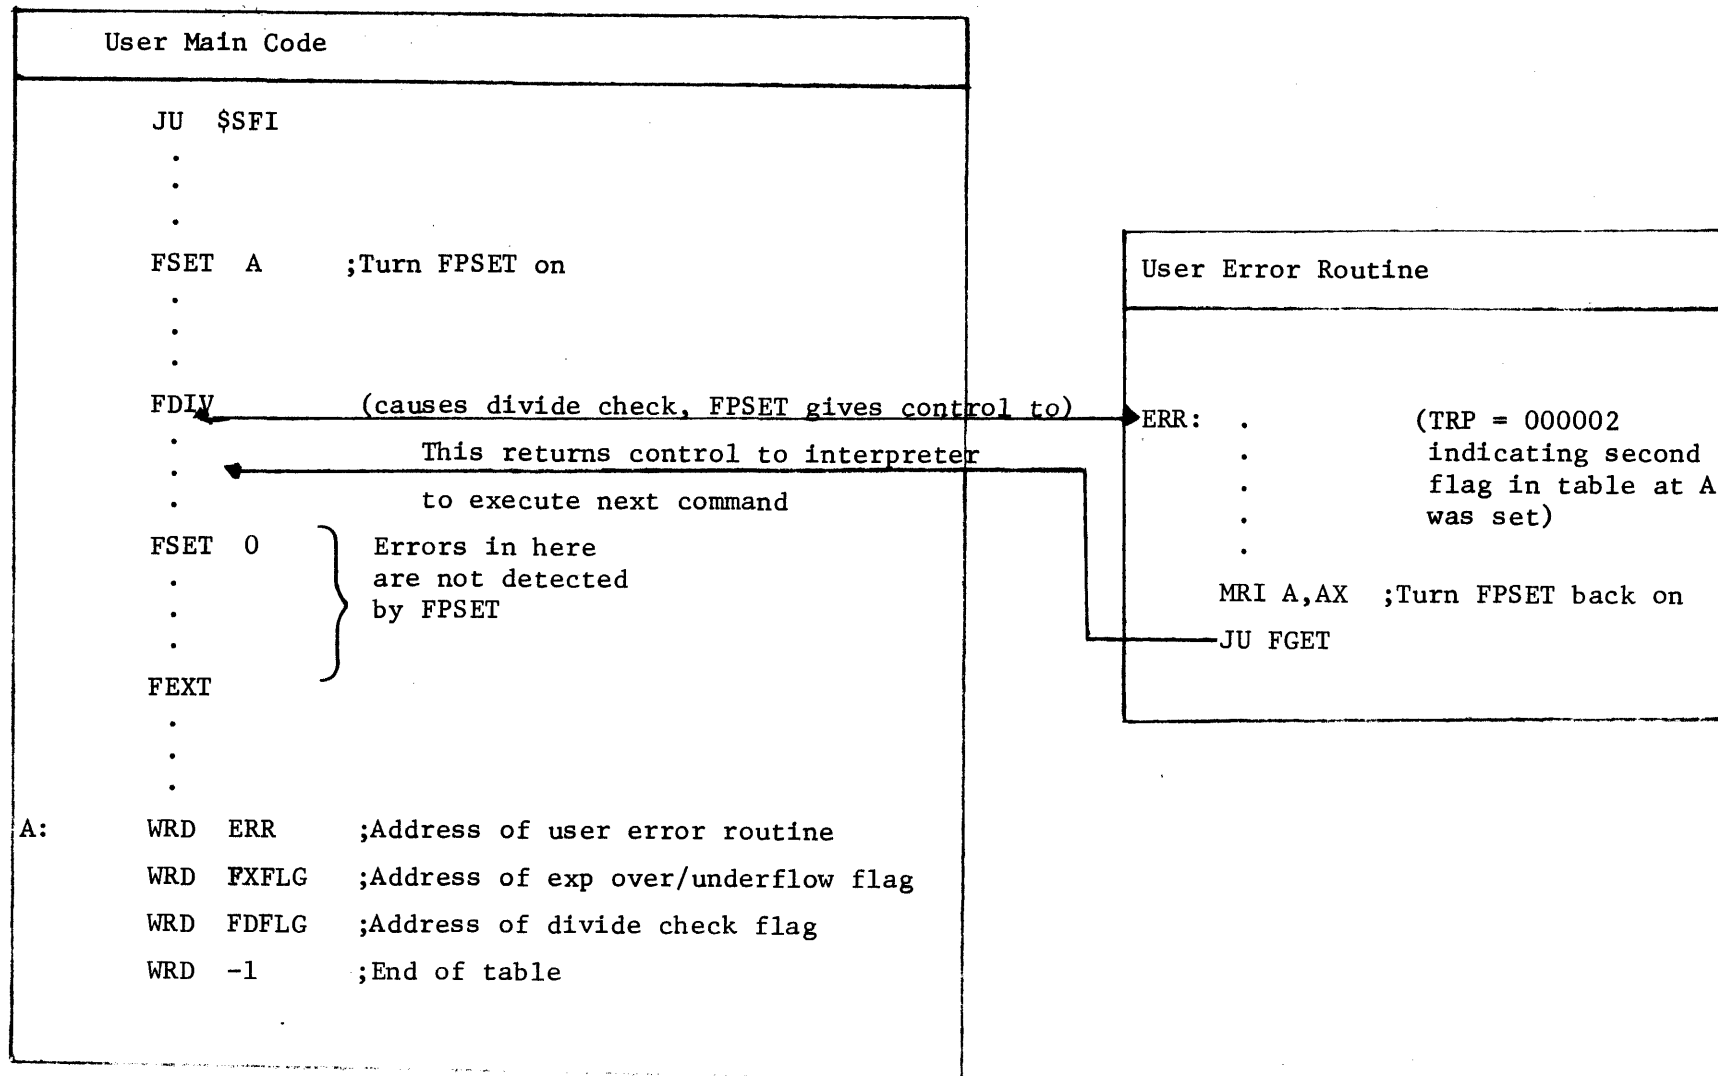 User Main Code
JU $SFI
.
.
.
FSET A ;Turn FPSET on
.
.
.
FDIV (causes divide check, FPSET gives control to)
.
This returns control to interpreter
.
to execute next command
.
FSET 0
Errors in here
are not detected
by FPSET
.
.
.
FEXT
.
.
.
A: WRD ERR ;Address of user error routine
WRD FXFLG ;Address of exp over/underflow flag
WRD FDFLG ;Address of divide check flag
WRD -1 ;End of table
User Error Routine
ERR: . (TRP = 000002
. indicating second
. flag in table at A
. was set)
.
MRI A,AX ;Turn FPSET back on
JU FGET